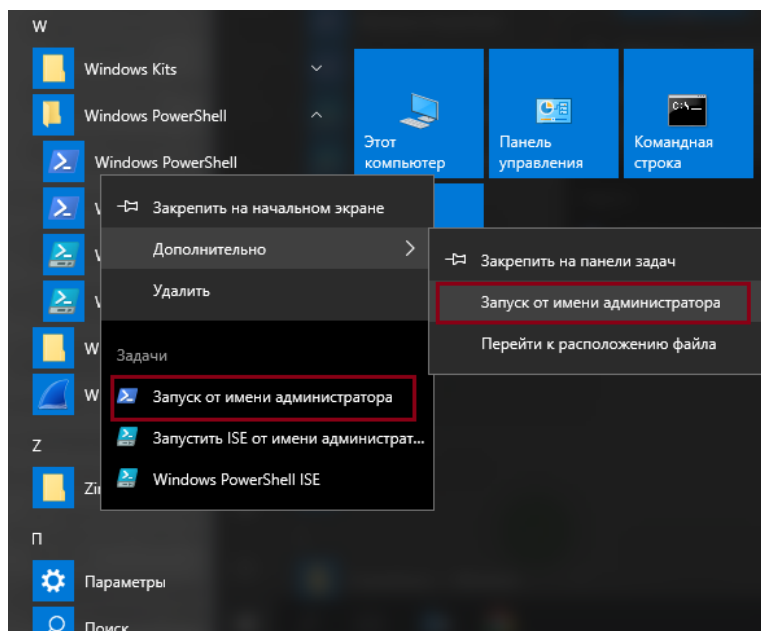 W
Windows Kits
Windows PowerShell
Windows PowerShell
W
Закрепить на начальном экране
Дополнительно
Удалить
W
Задачи
W
Запуск от имени администратора
Запустить ISE от имени администрат...
Windows PowerShell ISE
Z
П
Параметры
Поиск
Этот
компьютер
Панель
управления
Командная
строка
C:\
Закрепить на панели задач
Запуск от имени администратора
Перейти к расположению файла